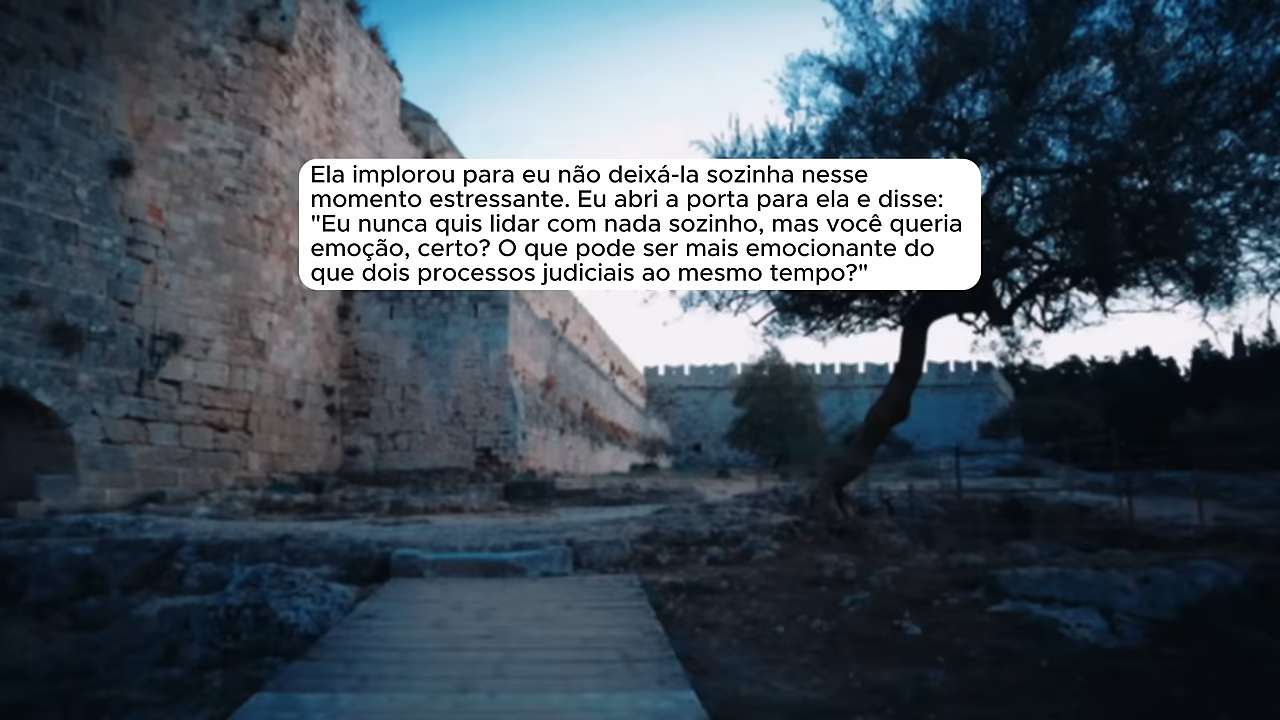 Ela implorou para eu não deixá-la sozinha nesse
momento estressante. Eu abri a porta para ela e disse:
"Eu nunca quis lidar com nada sozinho, mas você queria
emoção, certo? O que pode ser mais emocionante do
que dois processos judiciais ao mesmo tempo?"